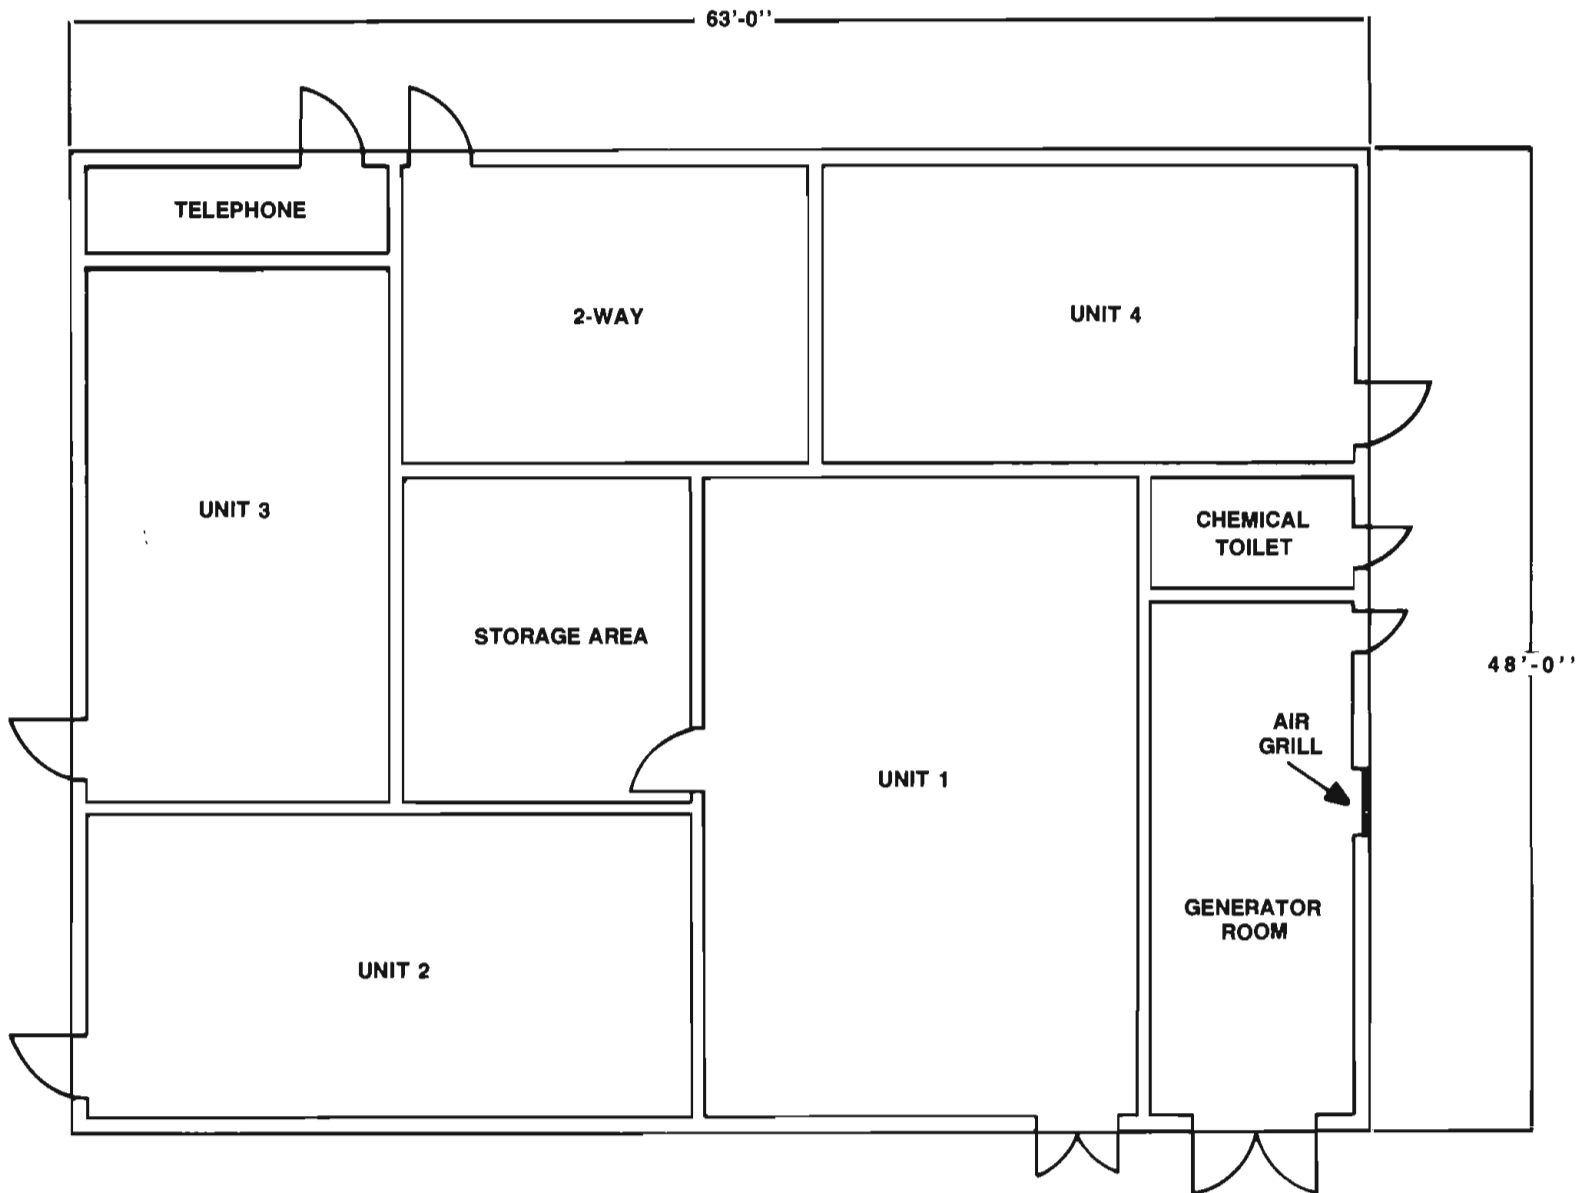 63'-0''
TELEPHONE
2-WAY
UNIT 4
UNIT 3
CHEMICAL
TOILET
STORAGE AREA
48'-0''
AIR
GRILL
UNIT 1
GENERATOR
ROOM
UNIT 2